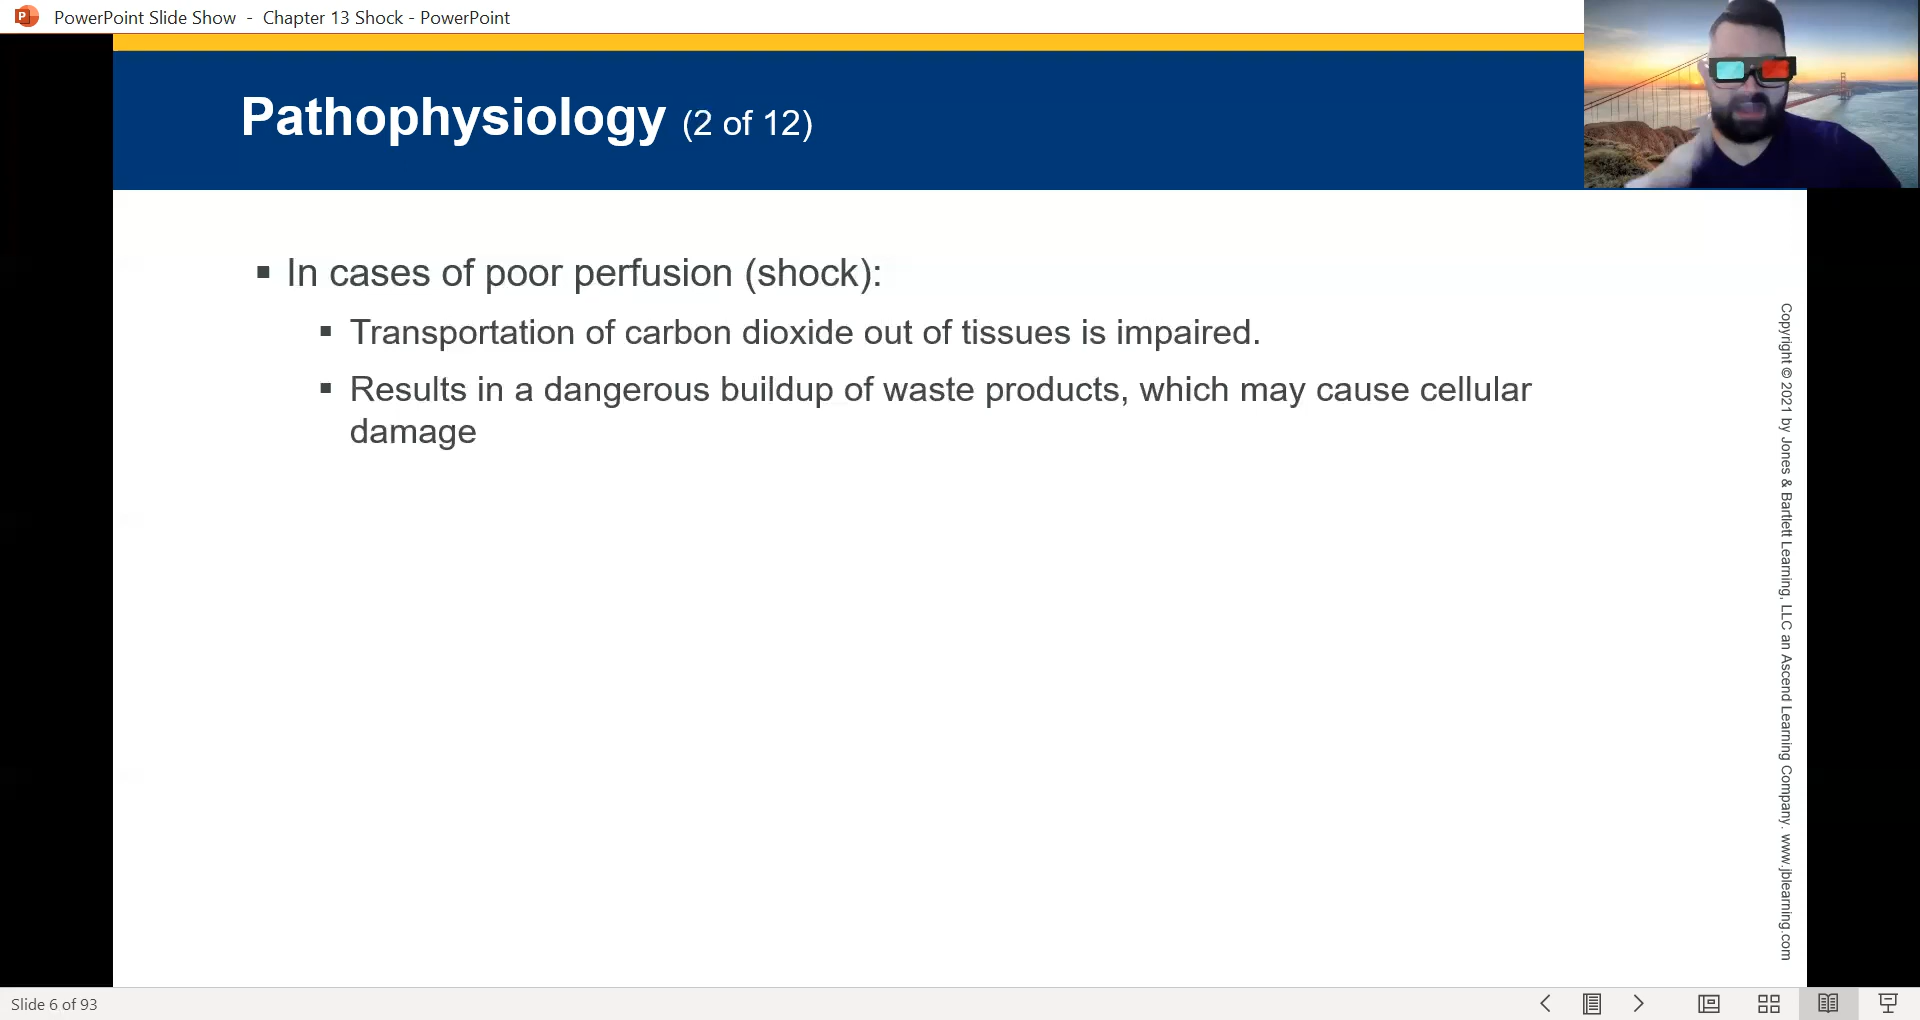 PowerPoint Slide Show - Chapter 13 Shock - PowerPoint
Pathophysiology (2 of 12)
▪ In cases of poor perfusion (shock):
▪ Transportation of carbon dioxide out of tissues is impaired.
▪ Results in a dangerous buildup of waste products, which may cause cellular
damage
Copyright © 2021 by Jones & Bartlett Learning, LLC an Ascend Learning Company. www.jblearning.com
Slide 6 of 93